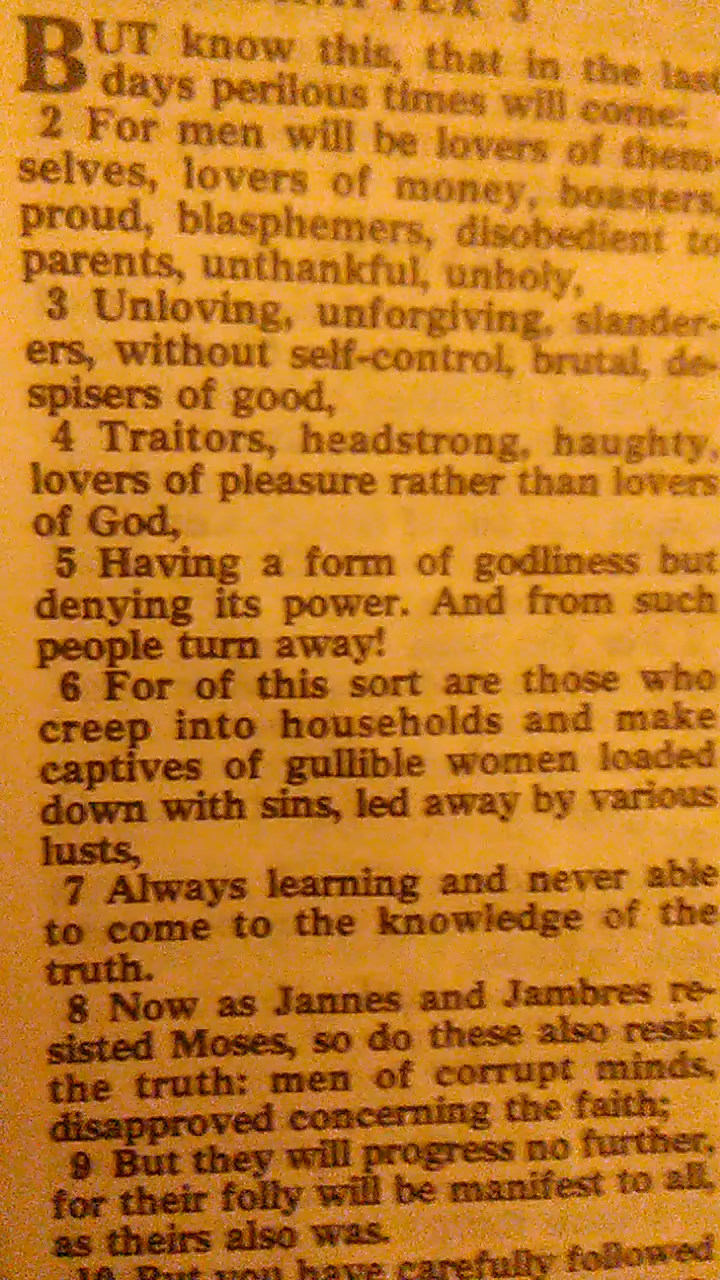 BUT know this, that in the last
days perilous times will come:
2 For men will be lovers of them-
selves, lovers of money, boasters,
proud, blasphemers, disobedient to
parents, unthankful, unholy,
3 Unloving, unforgiving, slander-
ers, without self-control, brutal, de-
spisers of good,
4 Traitors, headstrong, haughty,
lovers of pleasure rather than lovers
of God,
5 Having a form of godliness but
denying its power. And from such
people turn away!
6 For of this sort are those who
creep into households and make
captives of gullible women loaded
down with sins, led away by various
lusts,
7 Always learning and never able
to come to the knowledge of the
truth.
8 Now as Jannes and Jambres re-
sisted Moses, so do these also resist
the truth: men of corrupt minds,
disapproved concerning the faith;
9 But they will progress no further,
for their folly will be manifest to all,
as theirs also was.
10 But you have carefully followed